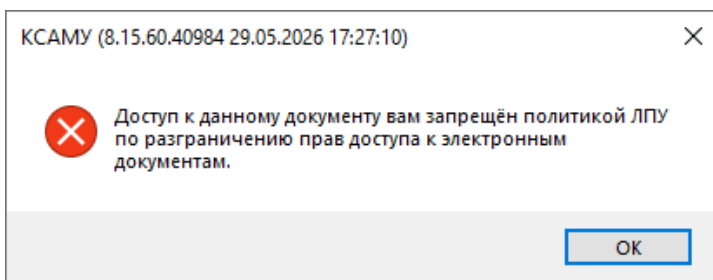 КСАМУ (8.15.60.40984 29.05.2026 17:27:10)
Доступ к данному документу вам запрещён политикой ЛПУ
по разграничению прав доступа к электронным
документам.
ОК